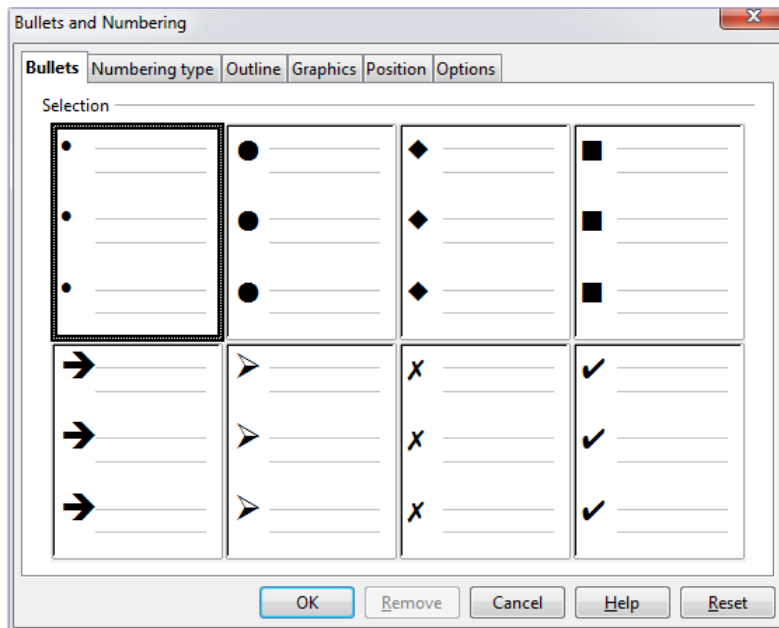 Bullets and Numbering
Bullets Numbering type Outline Graphics Position Options
Selection
OK Remove Cancel Help Reset